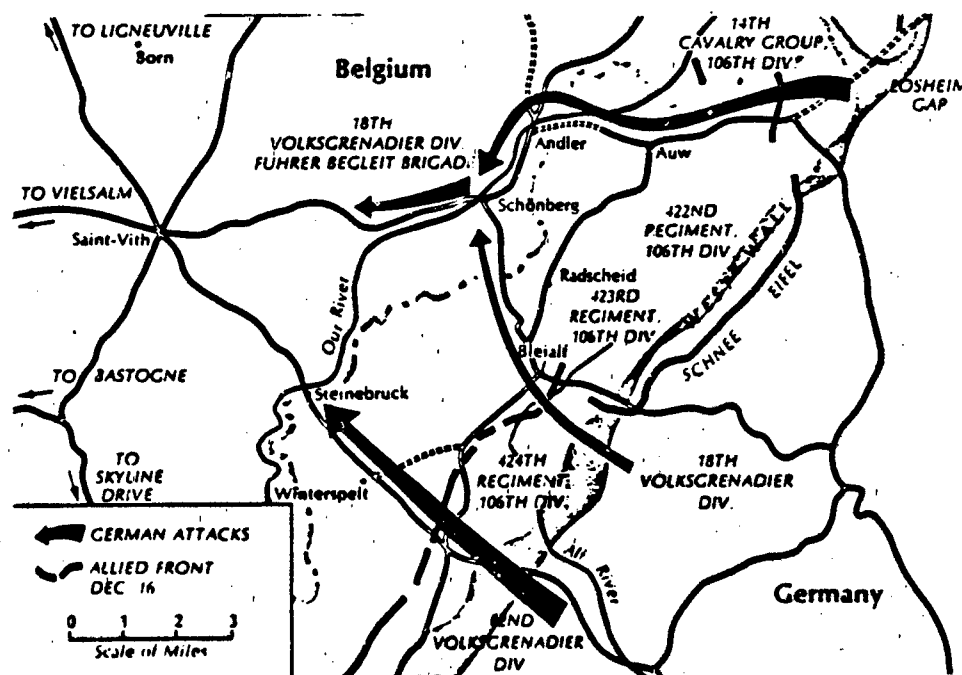 TO LIGNEUVILLE
Born
Belgium
14TH
CAVALRY GROUP,
106TH DIV.
LOSHEIM
GAP
18TH
VOLKSGRENADIER DIV
FUHRER BEGLEIT BRIGAD.
Andler
Auw
TO VIELSALM
Saint-Vith
Schönberg
422ND
REGIMENT,
106TH DIV.
WESTWALL
SCHNEE EIFEL
Our River
Radscheid
423RD
REGIMENT,
106TH DIV
Bleialf
TO BASTOGNE
Steinebruck
TO
SKYLINE
DRIVE
Winterspelt
424TH
REGIMENT,
106TH DIV.
18TH
VOLKSGRENADIER
DIV.
Alf River
Germany
62ND
VOLKSGRENADIER
DIV
GERMAN ATTACKS
ALLIED FRONT
DEC 16
0 1 2 3
Scale of Miles